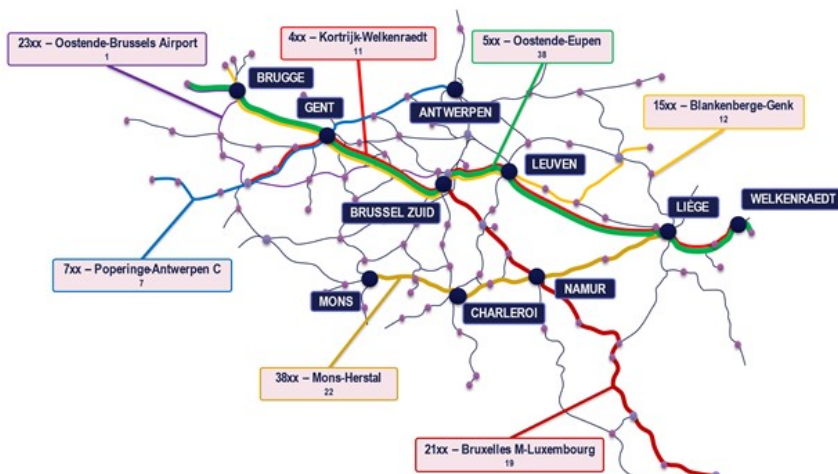 23xx – Oostende-Brussels Airport
1
4xx – Kortrijk-Welkenraedt
11
5xx – Oostende-Eupen
38
BRUGGE
GENT
ANTWERPEN
15xx – Blankenberge-Genk
12
LEUVEN
BRUSSEL ZUID
LIÈGE
WELKENRAEDT
7xx – Poperinge-Antwerpen C
7
MONS
CHARLEROI
NAMUR
38xx – Mons-Herstal
22
21xx – Bruxelles M-Luxembourg
19